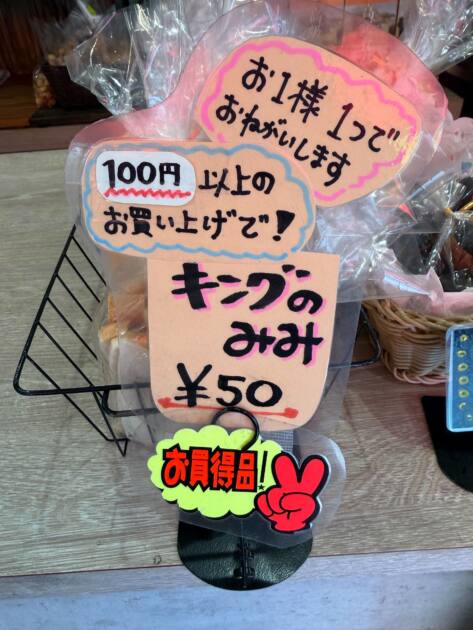 お1様 1つで
おねがいします
100円 以上の
お買い上げで!
キングの
みみ
¥50
お買得品!